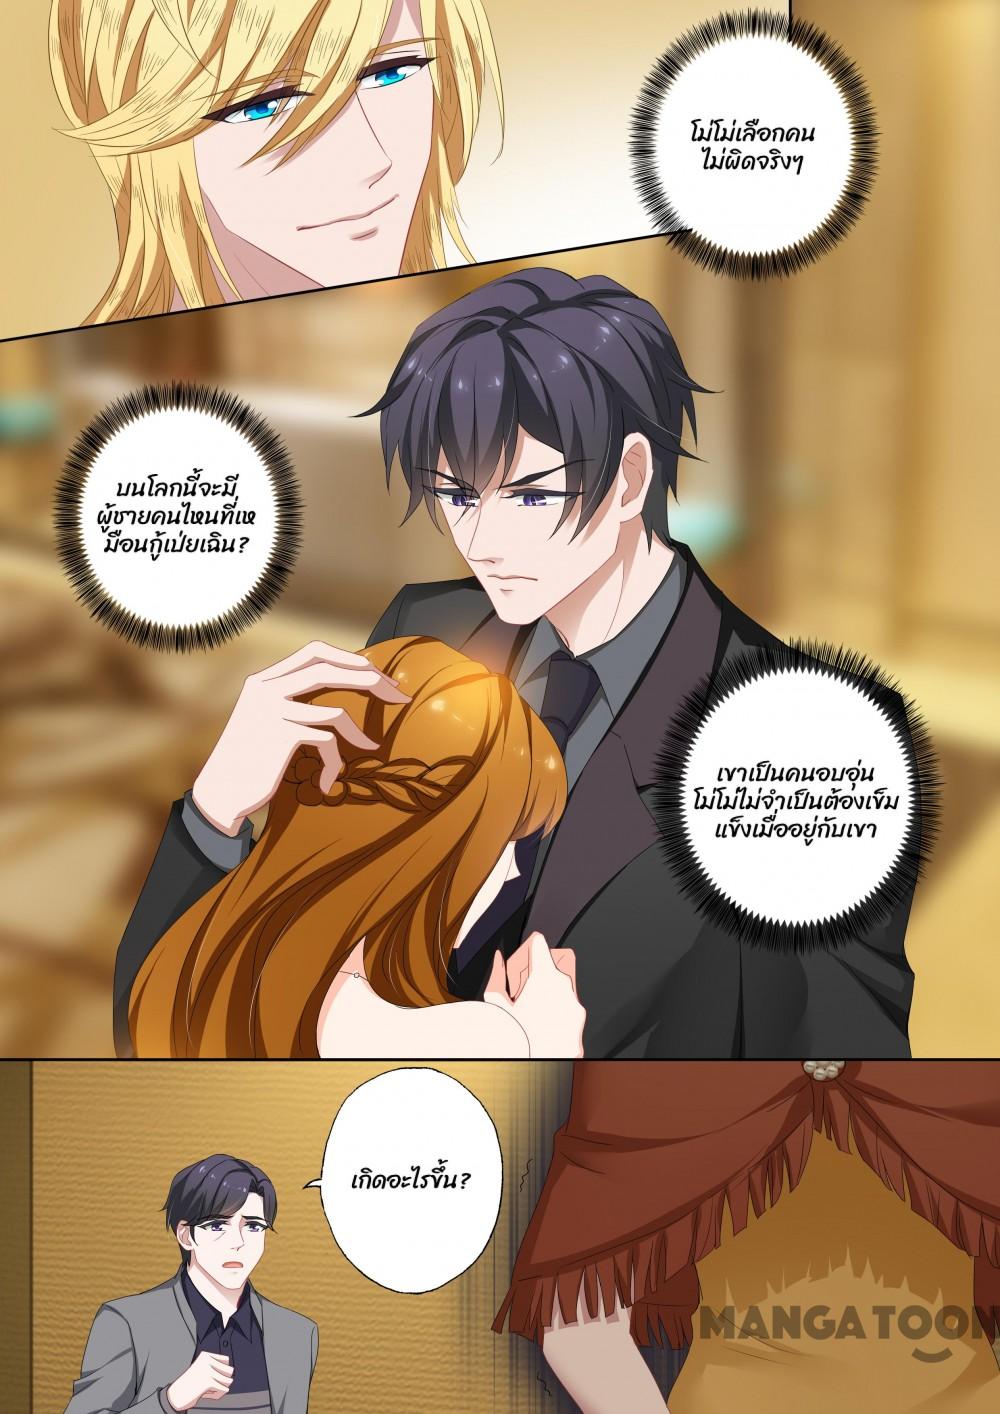 โม่โม่เลือกคน
ไม่ผิดจริงๆ
บนโลกนี้จะมี
ผู้ชายคนไหนที่เห
มือนกู้เป่ยเฉิน?
เขาเป็นคนอบอุ่น
โม่โม่ไม่จำเป็นต้องเข้ม
แข็งเมื่ออยู่กับเขา
เกิดอะไรขึ้น?
MANGATOON